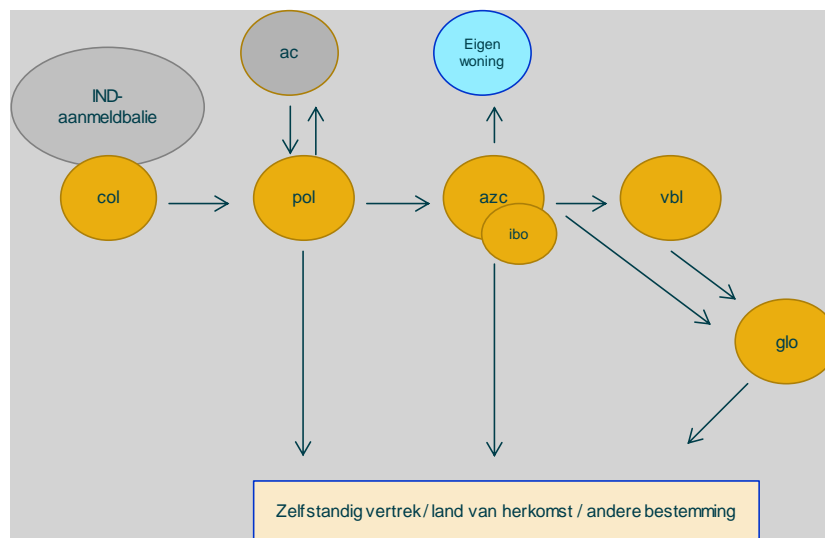 ac
Eigen
woning
IND-
aanmeldbalie
col
pol
azc
vbl
ibo
glo
Zelfstandig vertrek / land van herkomst / andere bestemming